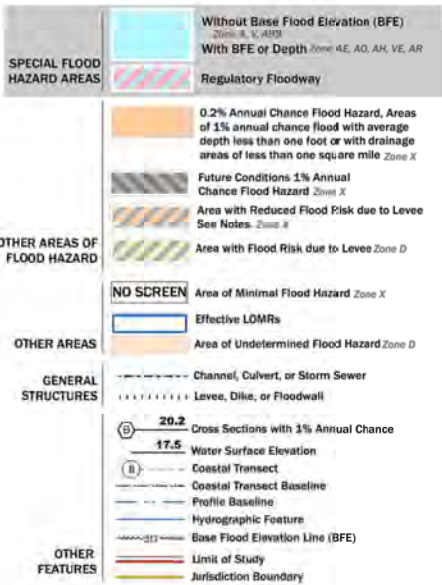 SPECIAL FLOOD
HAZARD AREAS
Without Base Flood Elevation (BFE)
Zone A, V, A99
With BFE or Depth Zone AE, AO, AH, VE, AR
Regulatory Floodway
OTHER AREAS OF
FLOOD HAZARD
0.2% Annual Chance Flood Hazard, Areas
of 1% annual chance flood with average
depth less than one foot or with drainage
areas of less than one square mile Zone X
Future Conditions 1% Annual
Chance Flood Hazard Zone X
Area with Reduced Flood Risk due to Levee
See Notes. Zone X
Area with Flood Risk due to Levee Zone D
OTHER AREAS
NO SCREEN Area of Minimal Flood Hazard Zone X
Effective LOMRs
Area of Undetermined Flood Hazard Zone D
GENERAL
STRUCTURES
Channel, Culvert, or Storm Sewer
Levee, Dike, or Floodwall
OTHER
FEATURES
B 20.2 Cross Sections with 1% Annual Chance
17.5 Water Surface Elevation
8 Coastal Transect
Coastal Transect Baseline
Profile Baseline
Hydrographic Feature
513 Base Flood Elevation Line (BFE)
Limit of Study
Jurisdiction Boundary